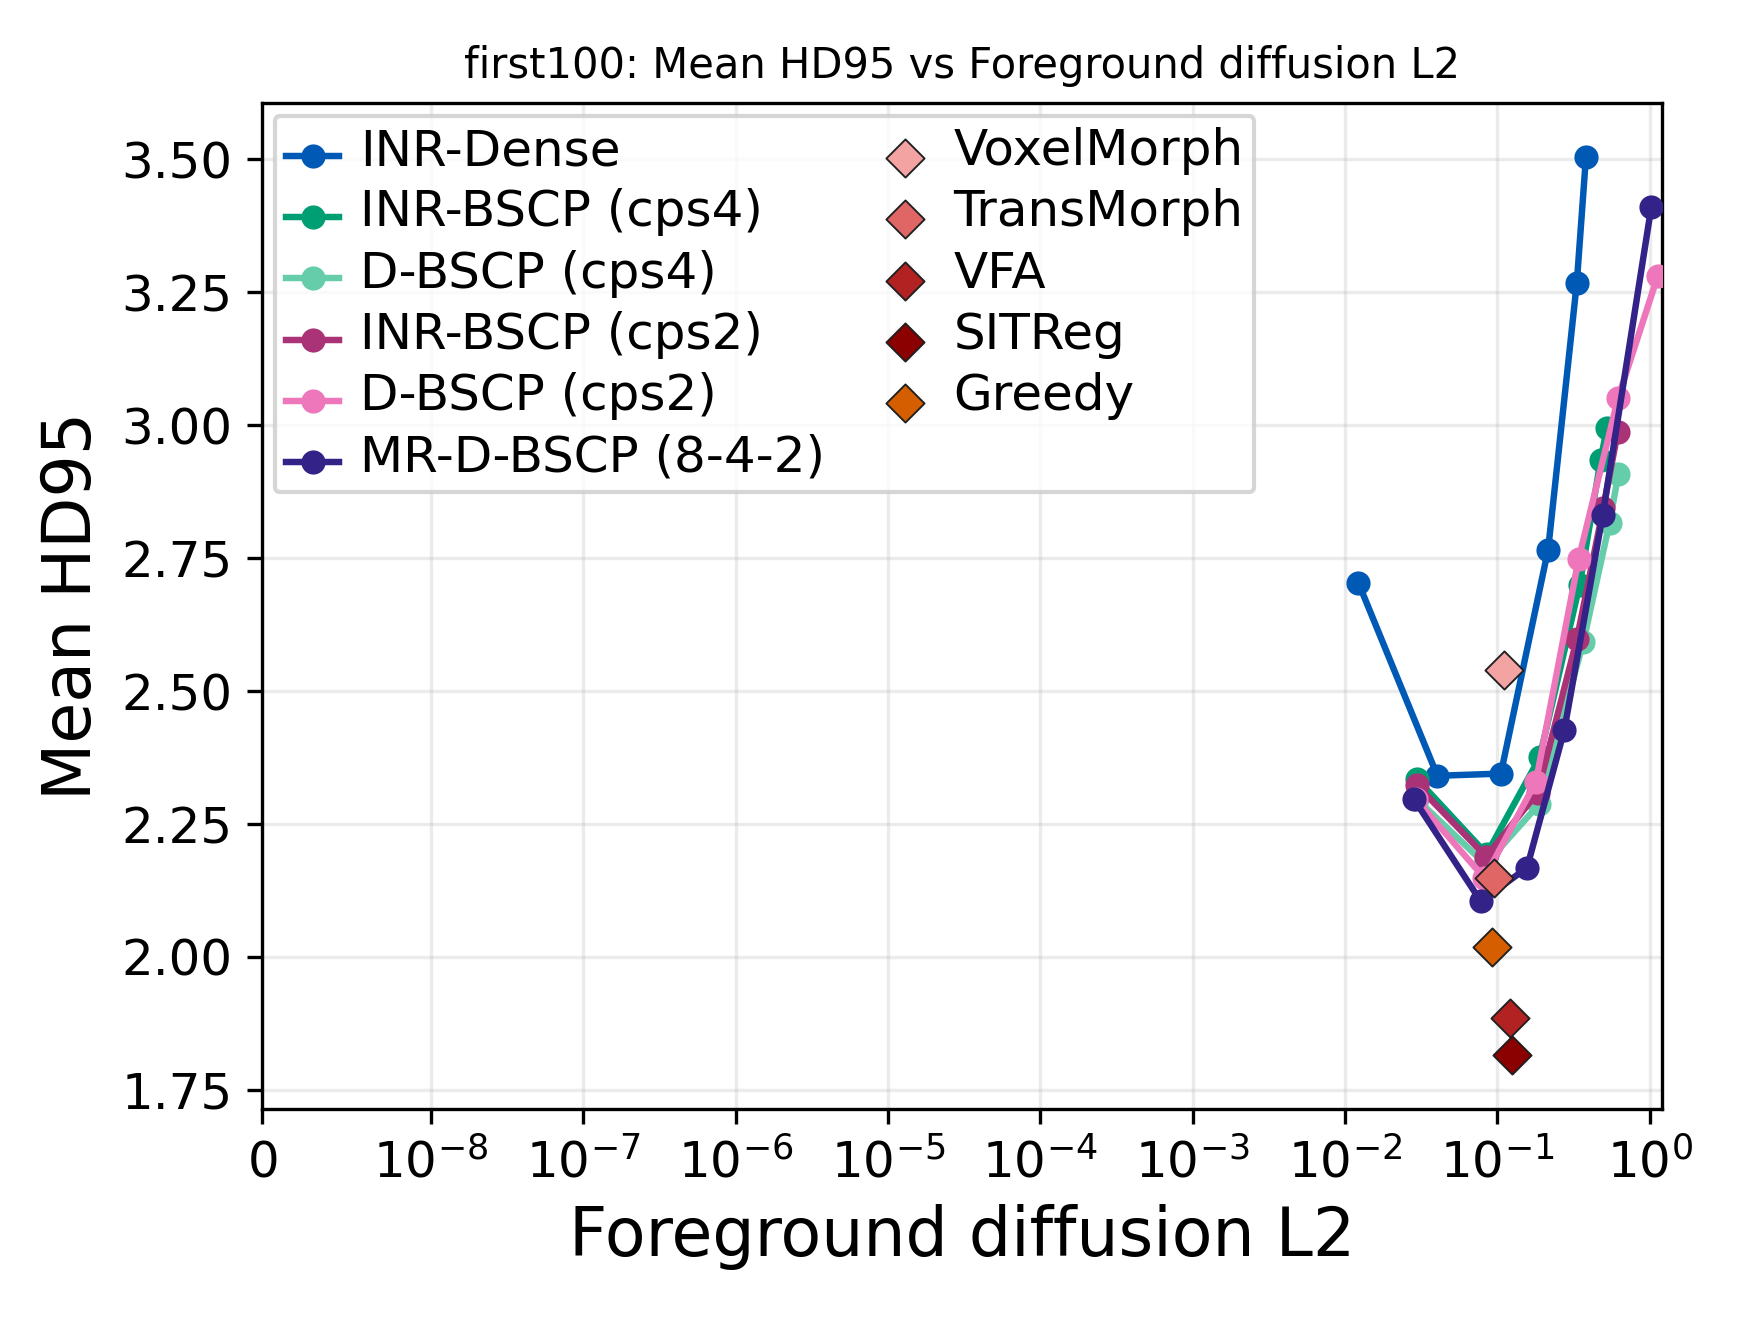 first100: Mean HD95 vs Foreground diffusion L2
INR-Dense
INR-BSCP (cps4)
D-BSCP (cps4)
INR-BSCP (cps2)
D-BSCP (cps2)
MR-D-BSCP (8-4-2)
VoxelMorph
TransMorph
VFA
SITReg
Greedy
Mean HD95
3.50
3.25
3.00
2.75
2.50
2.25
2.00
1.75
0 10⁻⁸ 10⁻⁷ 10⁻⁶ 10⁻⁵ 10⁻⁴ 10⁻³ 10⁻² 10⁻¹ 10⁰
Foreground diffusion L2